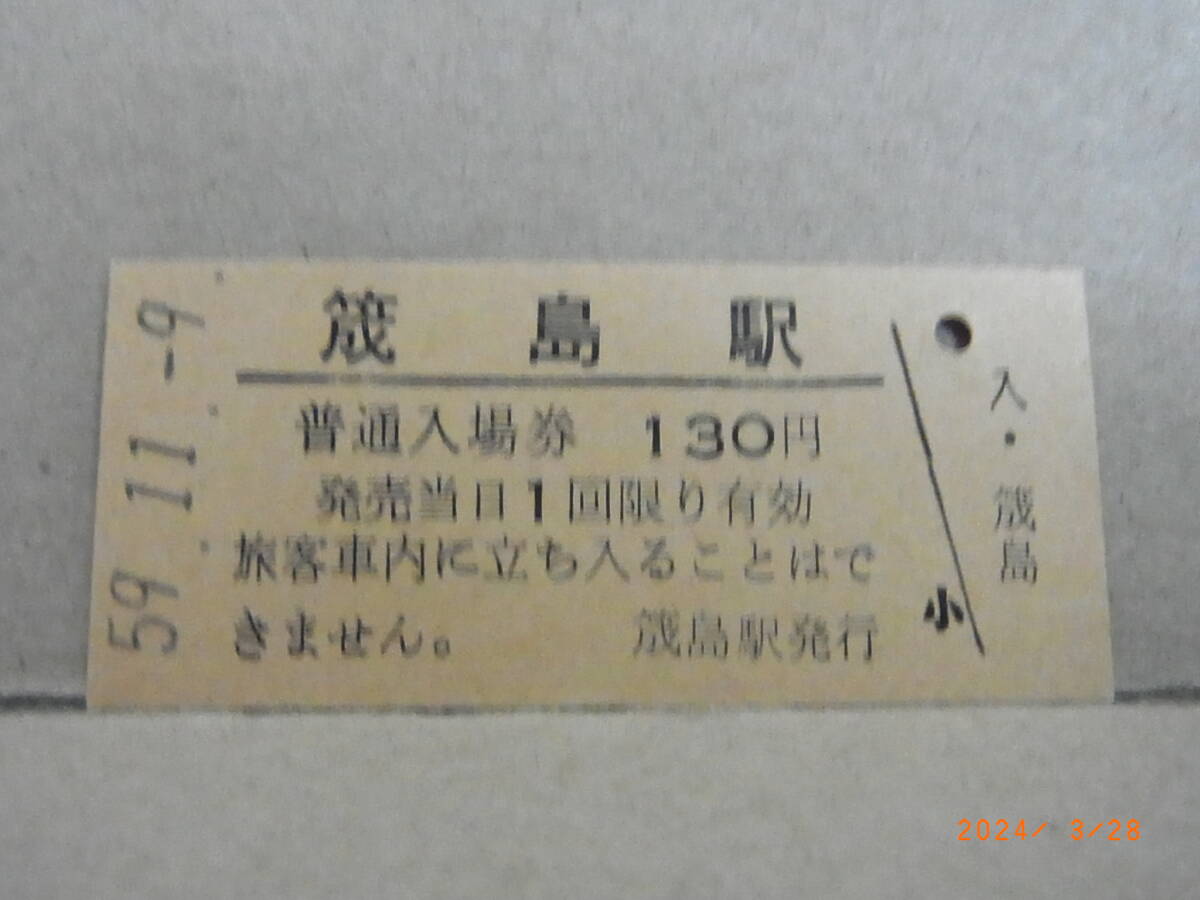 筬島駅
普通入場券 130円
発売当日1回限り有効
旅客車内に立ち入ることはで
きません。 筬島駅発行
59.11.-9
入・筬島
小
2024/ 3/28